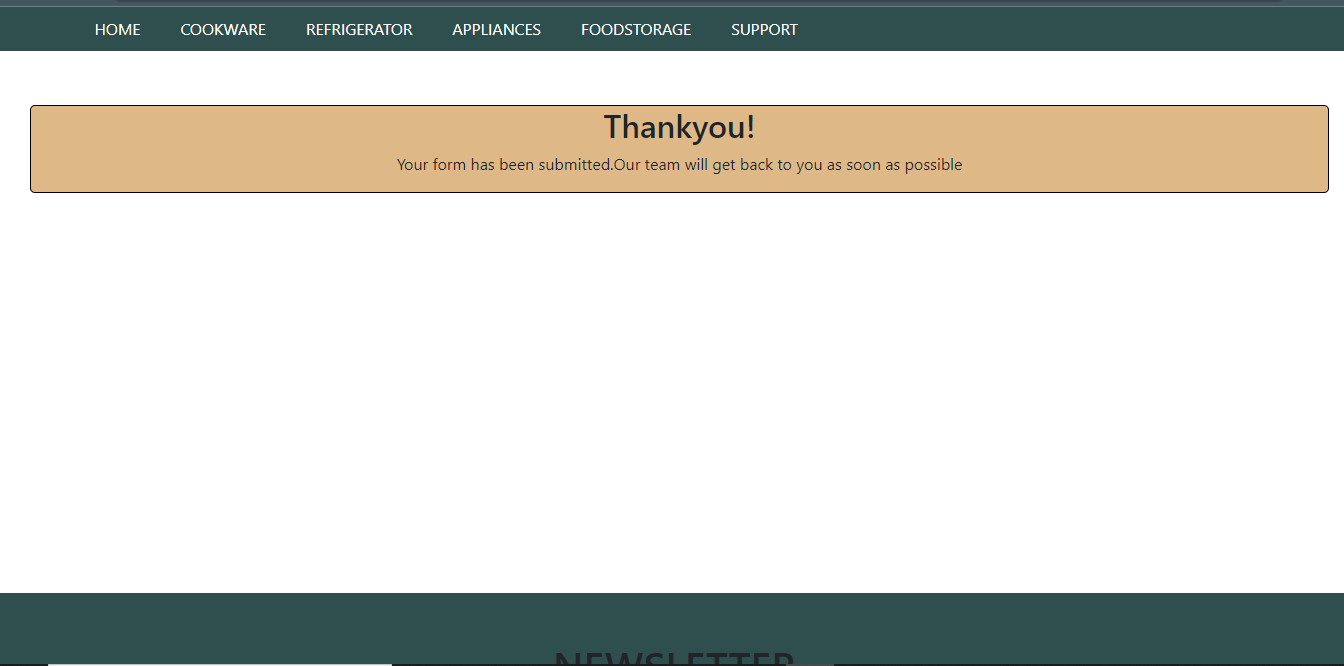 HOME COOKWARE REFRIGERATOR APPLIANCES FOODSTORAGE SUPPORT
Thankyou!
Your form has been submitted.Our team will get back to you as soon as possible
NEWSLETTER